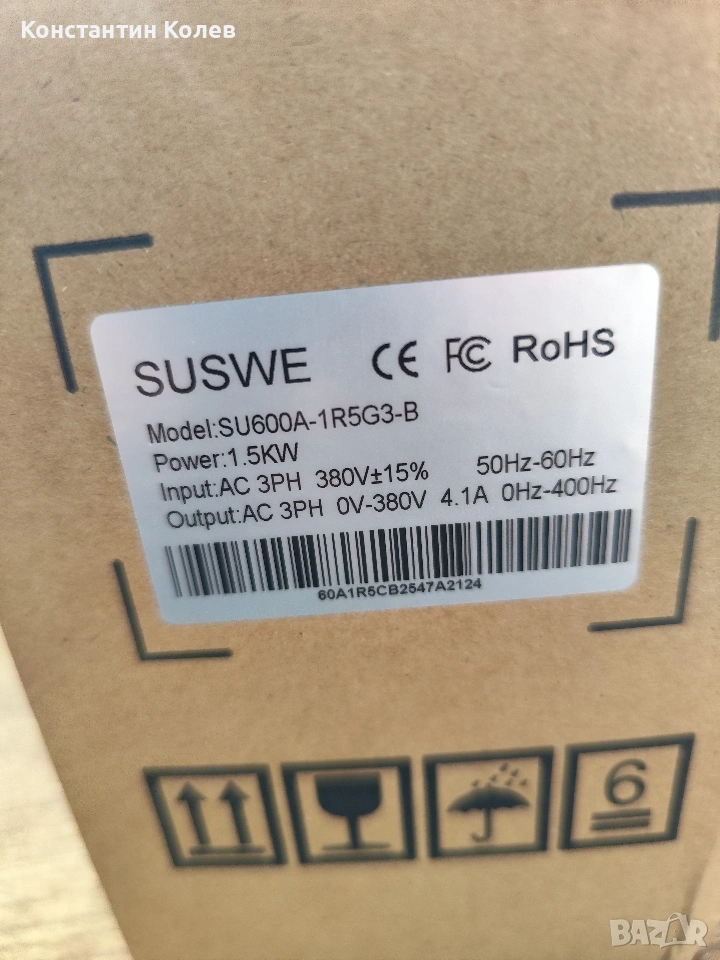 Константин Колев
SUSWE CE FC RoHS
Model:SU600A-1R5G3-B
Power:1.5KW
Input:AC 3PH 380V±15% 50Hz-60Hz
Output:AC 3PH 0V-380V 4.1A 0Hz-400Hz
60A1R5CB2547A2124
6
BAZAR